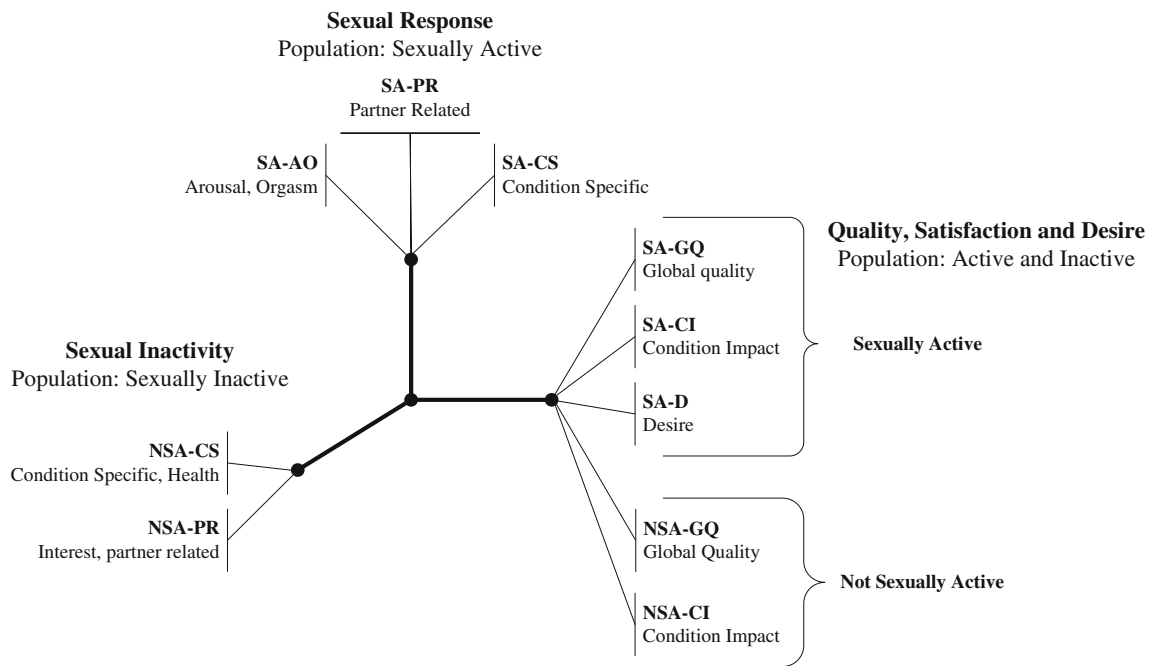 Sexual Response
Population: Sexually Active
SA-PR
Partner Related
SA-AO
Arousal, Orgasm
SA-CS
Condition Specific
Quality, Satisfaction and Desire
Population: Active and Inactive
SA-GQ
Global quality
SA-CI
Condition Impact
SA-D
Desire
Sexually Active
Sexual Inactivity
Population: Sexually Inactive
NSA-CS
Condition Specific, Health
NSA-PR
Interest, partner related
NSA-GQ
Global Quality
NSA-CI
Condition Impact
Not Sexually Active